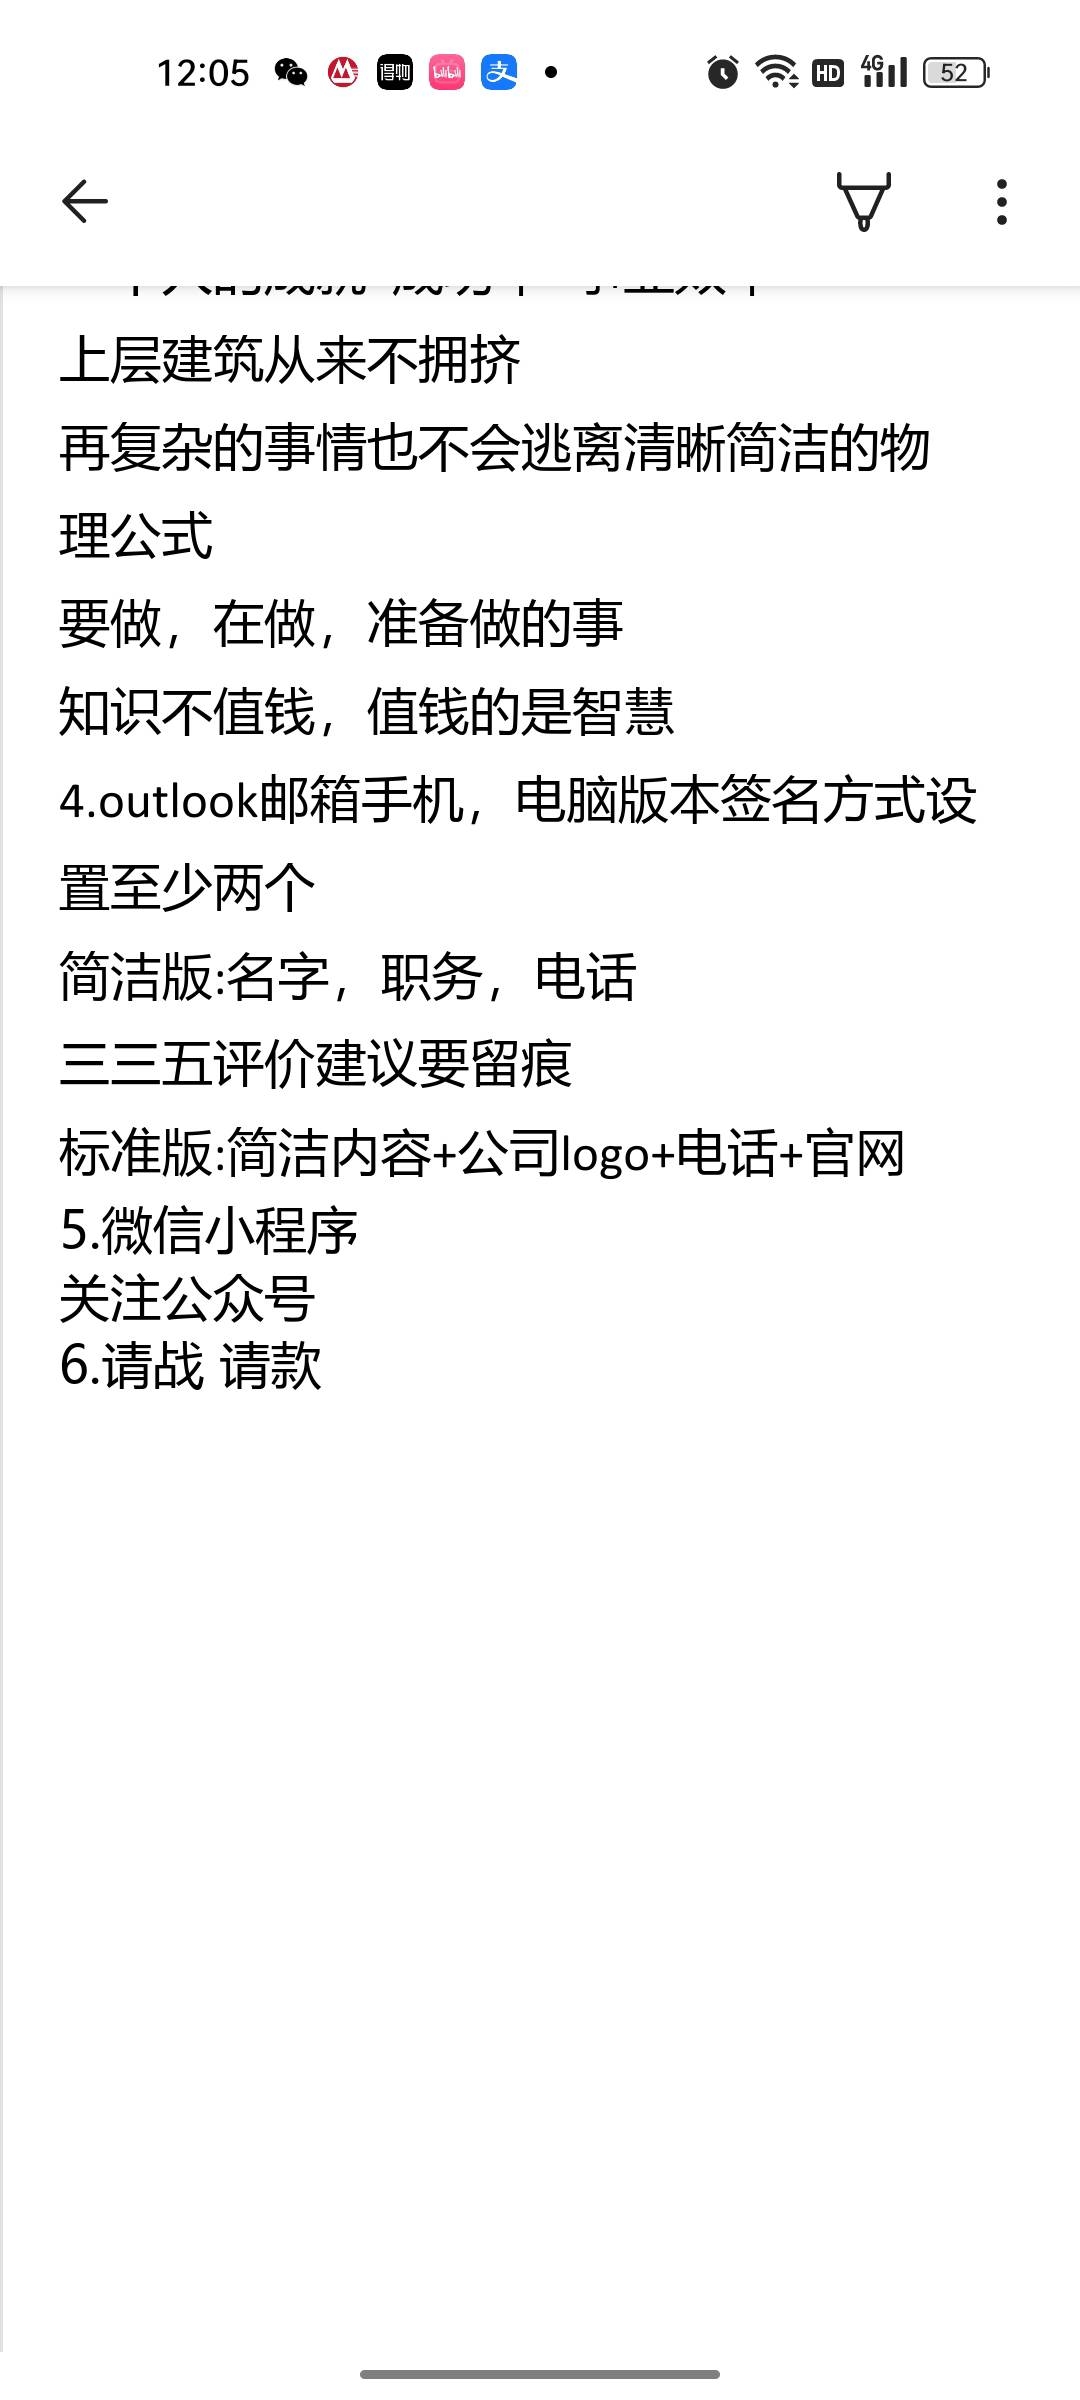 12:05
得物
bilibili
支
HD
4G
52
上层建筑从来不拥挤
再复杂的事情也不会逃离清晰简洁的物
理公式
要做，在做，准备做的事
知识不值钱，值钱的是智慧
4.outlook邮箱手机，电脑版本签名方式设
置至少两个
简洁版:名字，职务，电话
三三五评价建议要留痕
标准版:简洁内容+公司logo+电话+官网
5.微信小程序
关注公众号
6.请战 请款